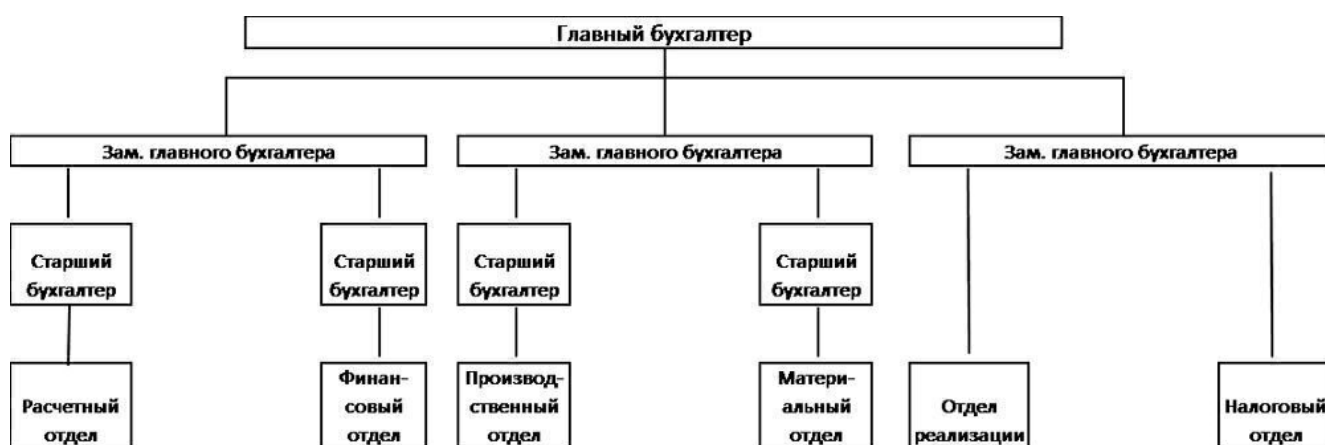 Главный бухгалтер
Зам. главного бухгалтера
Зам. главного бухгалтера
Зам. главного бухгалтера
Старший
бухгалтер
Старший
бухгалтер
Старший
бухгалтер
Старший
бухгалтер
Расчетный
отдел
Финан-
совый
отдел
Производ-
ственный
отдел
Матери-
альный
отдел
Отдел
реализации
Налоговый
отдел